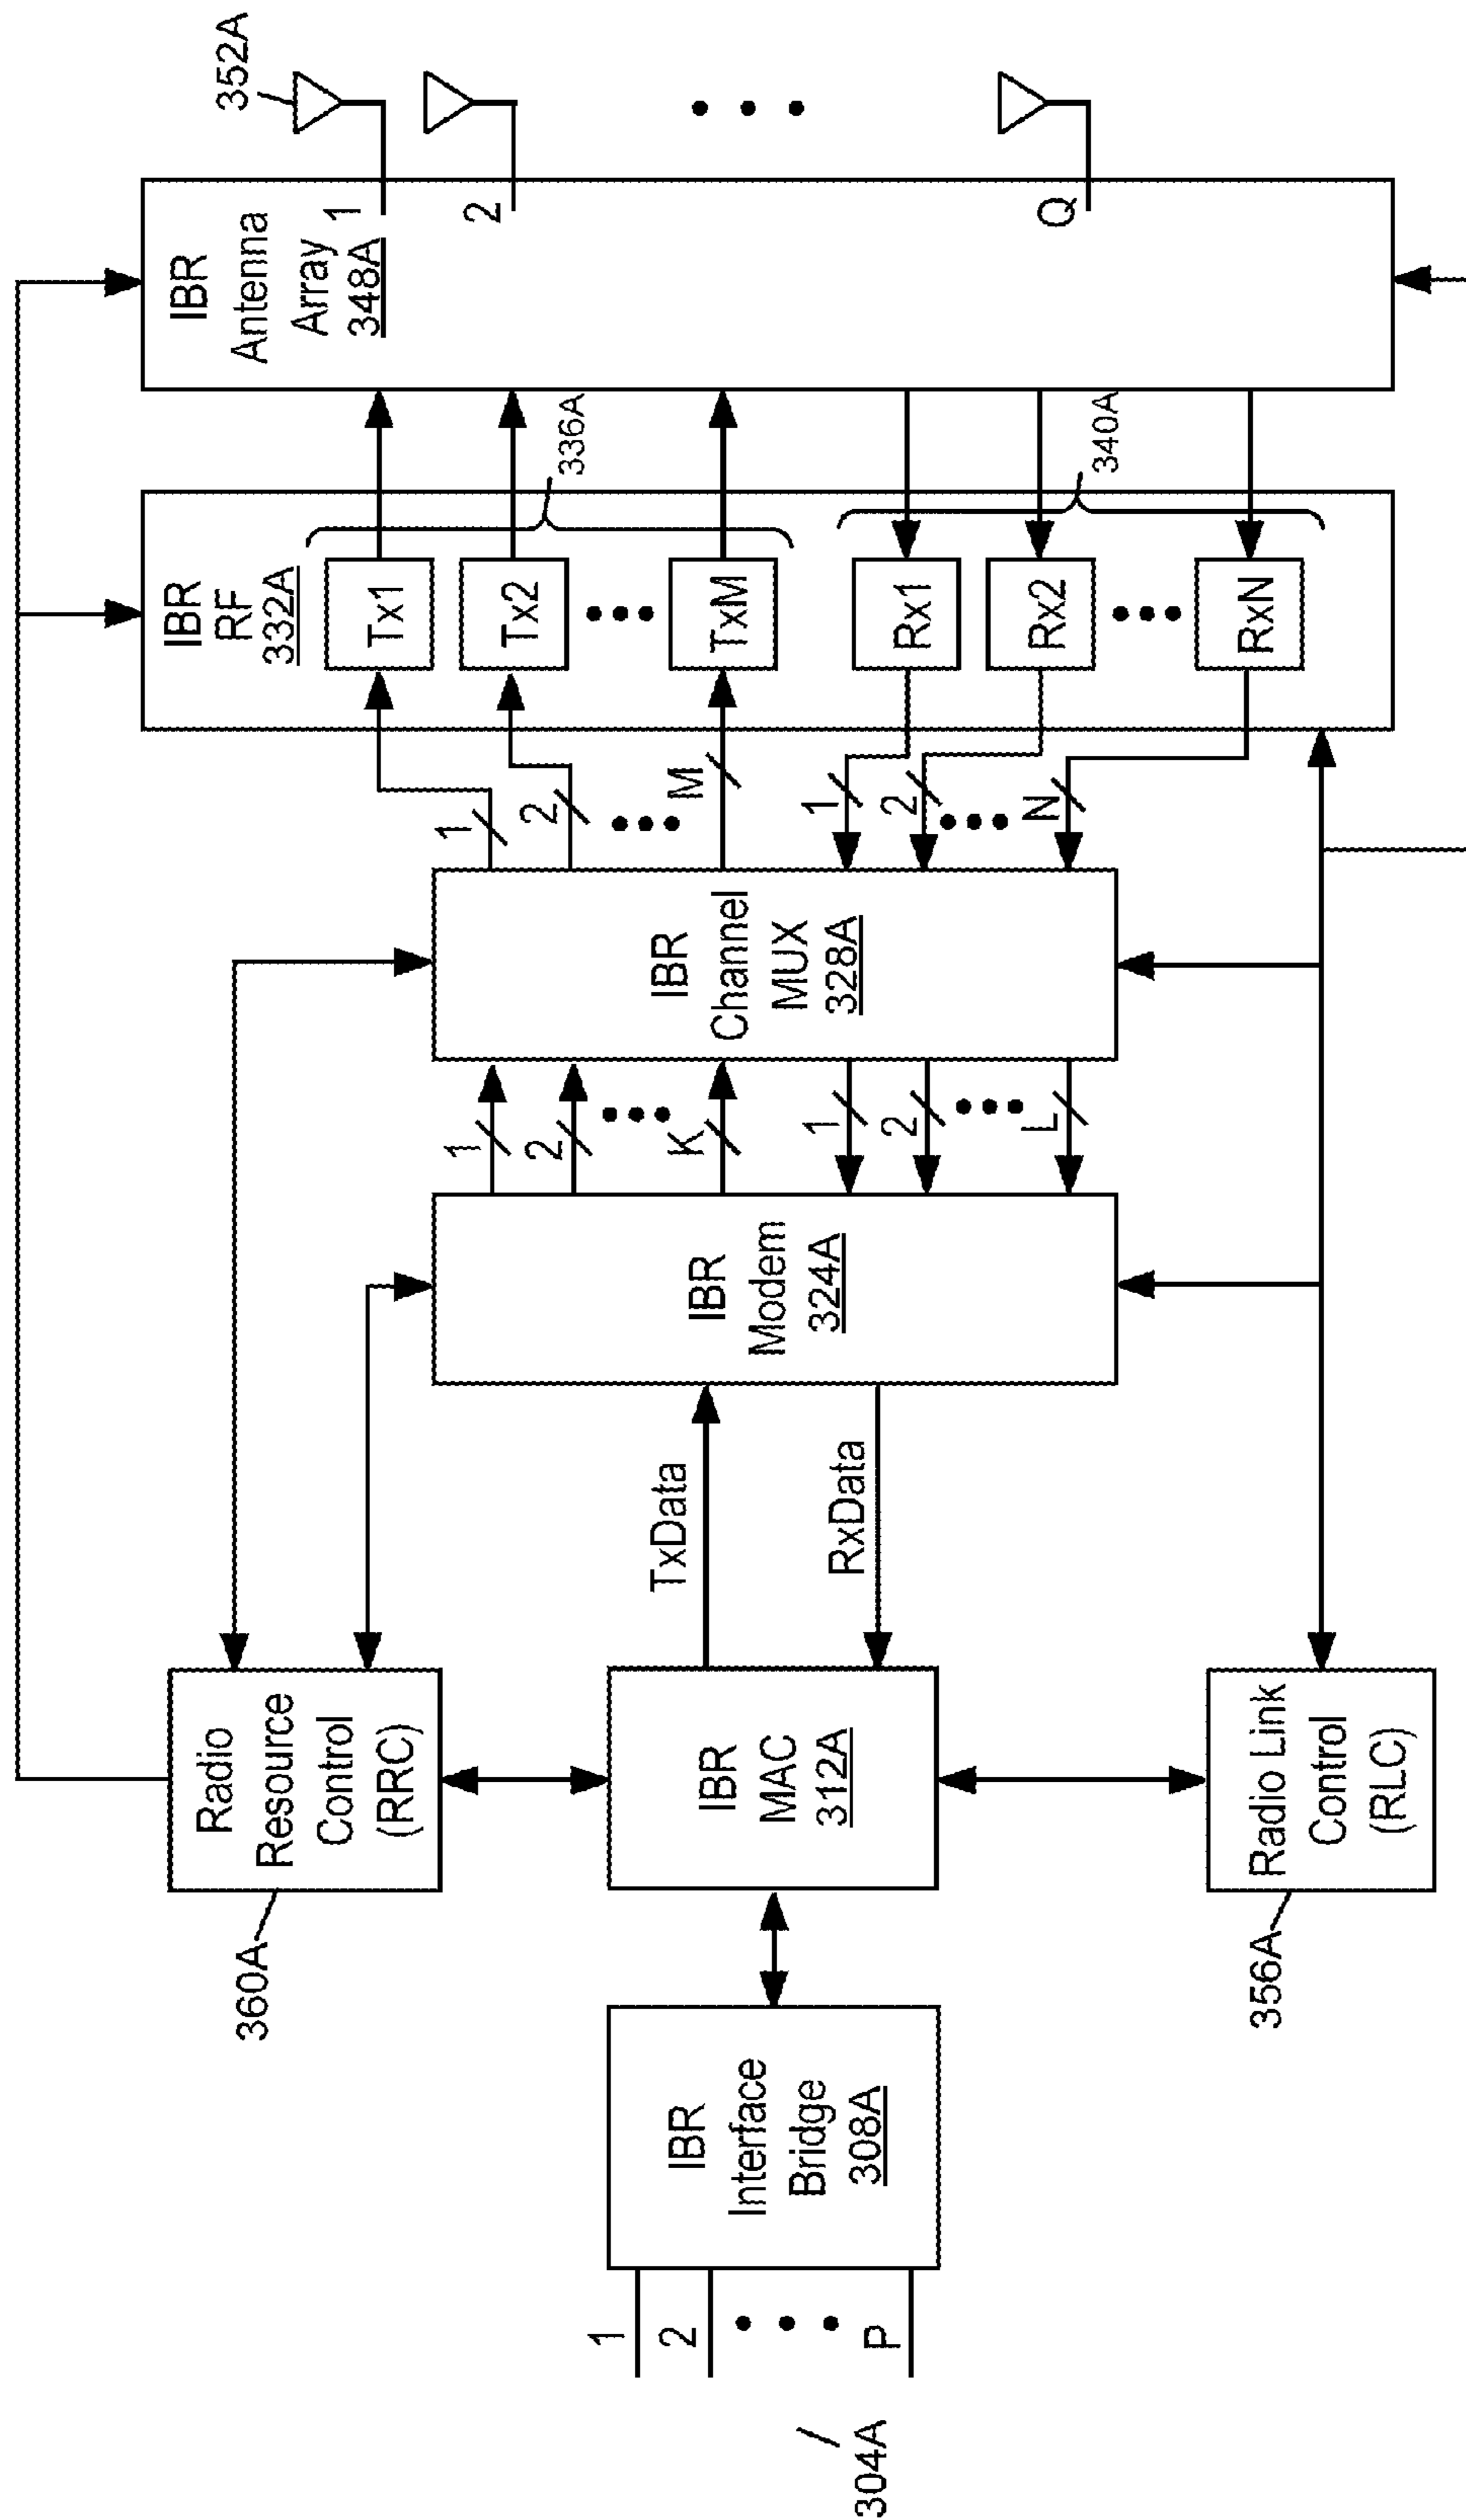 304A
1
2
P
IBR
Interface
Bridge
308A
360A
Radio
Resource
Control
(RRC)
IBR
MAC
312A
356A
Radio Link
Control
(RLC)
TxData
RxData
IBR
Modem
324A
1
2
K
1
2
L
IBR
Channel
MUX
328A
1
2
M
1
2
N
IBR
RF
332A
Tx1
Tx2
TxM
Rx1
Rx2
RxN
336A
340A
IBR
Antenna
Array
348A
1
2
Q
352A